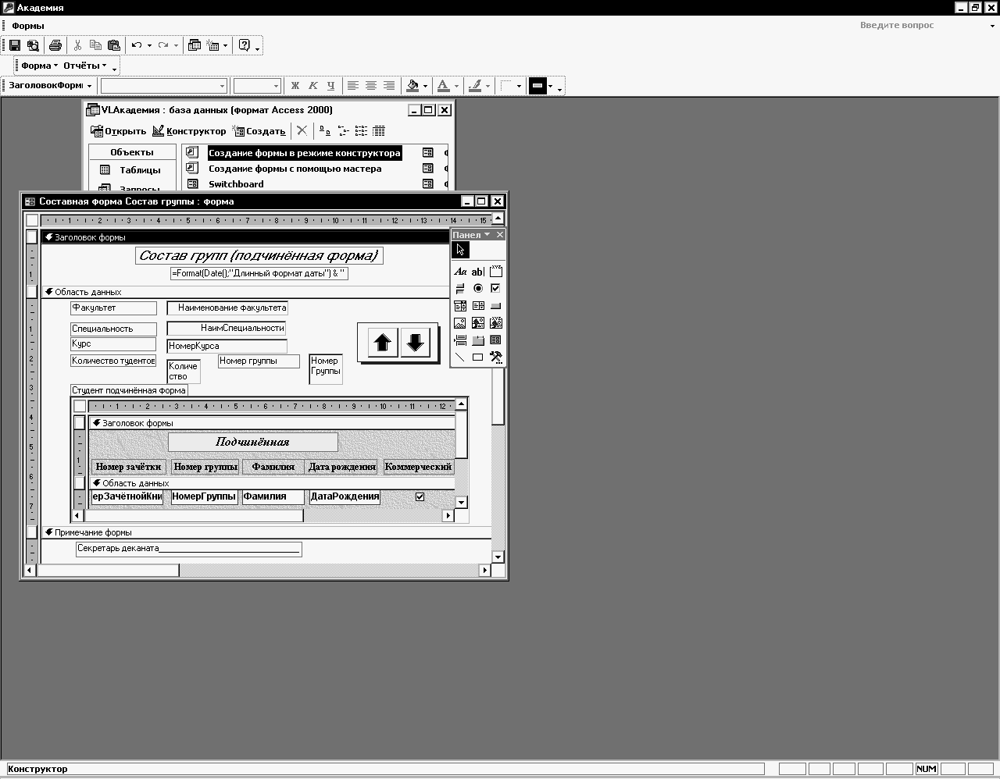 Академия
Формы
Введите вопрос
Форма Отчёты
ЗаголовокФорм
Ж К Ч
VLАкадемия : база данных (формат Access 2000)
Открыть Конструктор Создать
Объекты
Создание формы в режиме конструктора
Таблицы
Создание формы с помощью мастера
Запросы
Switchboard
Составная форма Состав группы : форма
1 2 3 4 5 6 7 8 9 10 11 12 13 14 15
Панел
Заголовок формы
Состав групп (подчинённая форма)
=Format(Date();"Длинный формат даты") & "
Aa ab|
Область данных
Факультет Наименование факультета
Специальность НаимСпециальности
Курс НомерКурса
Количество тудентов Количе ство Номер группы Номер Группы
Студент подчинённая форма
1 2 3 4 5 6 7 8 9 10 11 12
Заголовок формы
Подчинённая
Номер зачётки Номер группы Фамилия Дата рождения Коммерческий
Область данных
ерЗачётнойКни НомерГруппы Фамилия ДатаРождения
Примечание формы
Секретарь деканата______________________________
Конструктор
NUM